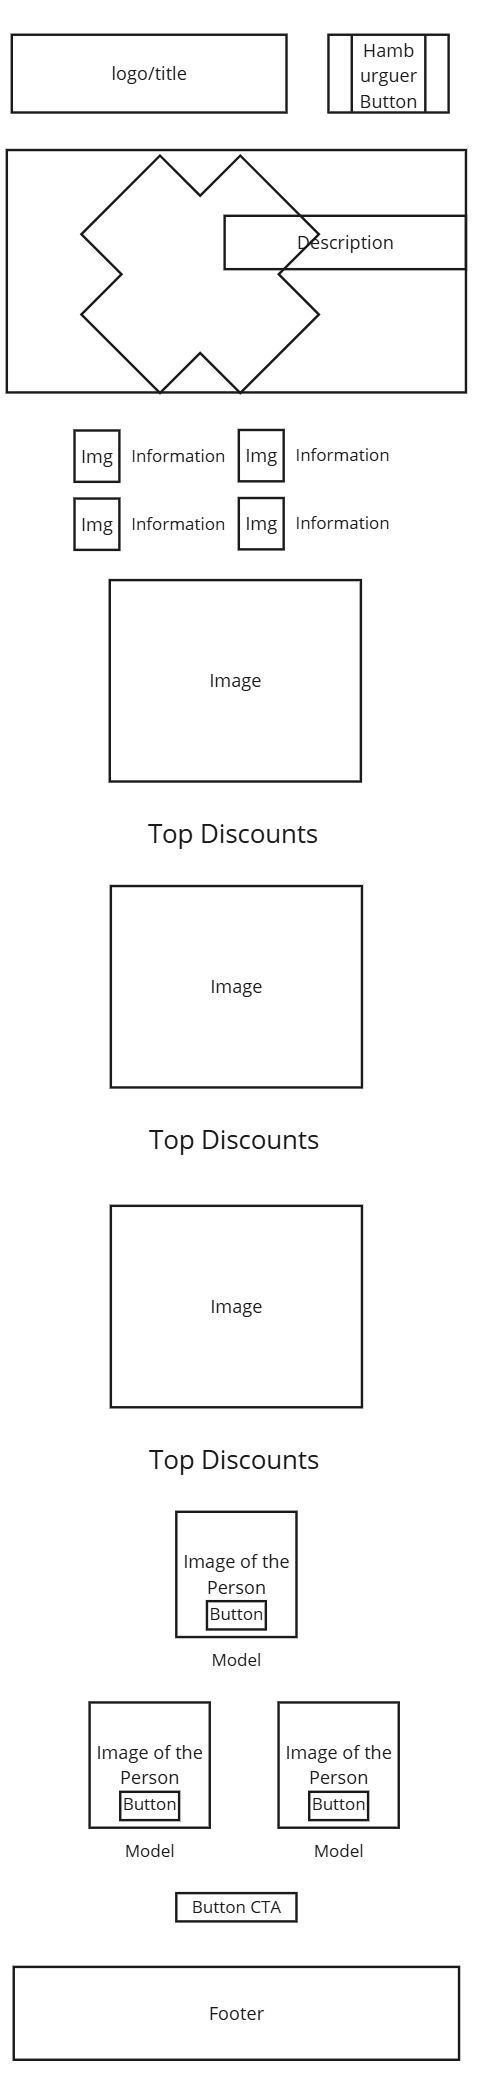 logo/title
Hamb
urguer
Button
Description
Img
Information
Img
Information
Img
Information
Img
Information
Image
Top Discounts
Image
Top Discounts
Image
Top Discounts
Image of the
Person
Button
Model
Image of the
Person
Button
Model
Image of the
Person
Button
Model
Button CTA
Footer